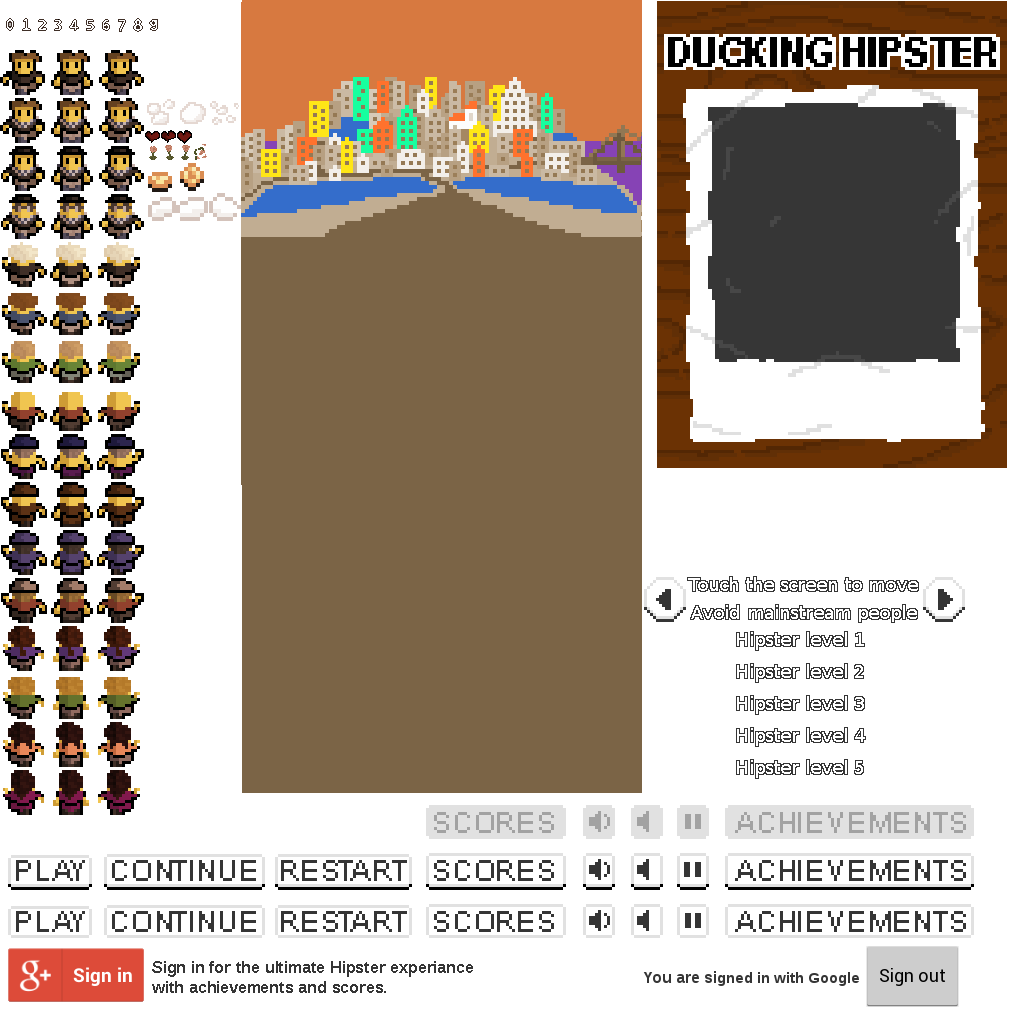 0 1 2 3 4 5 6 7 8 9
DUCKING HIPSTER
Touch the screen to move
Avoid mainstream people
Hipster level 1
Hipster level 2
Hipster level 3
Hipster level 4
Hipster level 5
SCORES ACHIEVEMENTS
PLAY CONTINUE RESTART SCORES ACHIEVEMENTS
PLAY CONTINUE RESTART SCORES ACHIEVEMENTS
g+ Sign in
Sign in for the ultimate Hipster experiance
with achievements and scores.
You are signed in with Google
Sign out